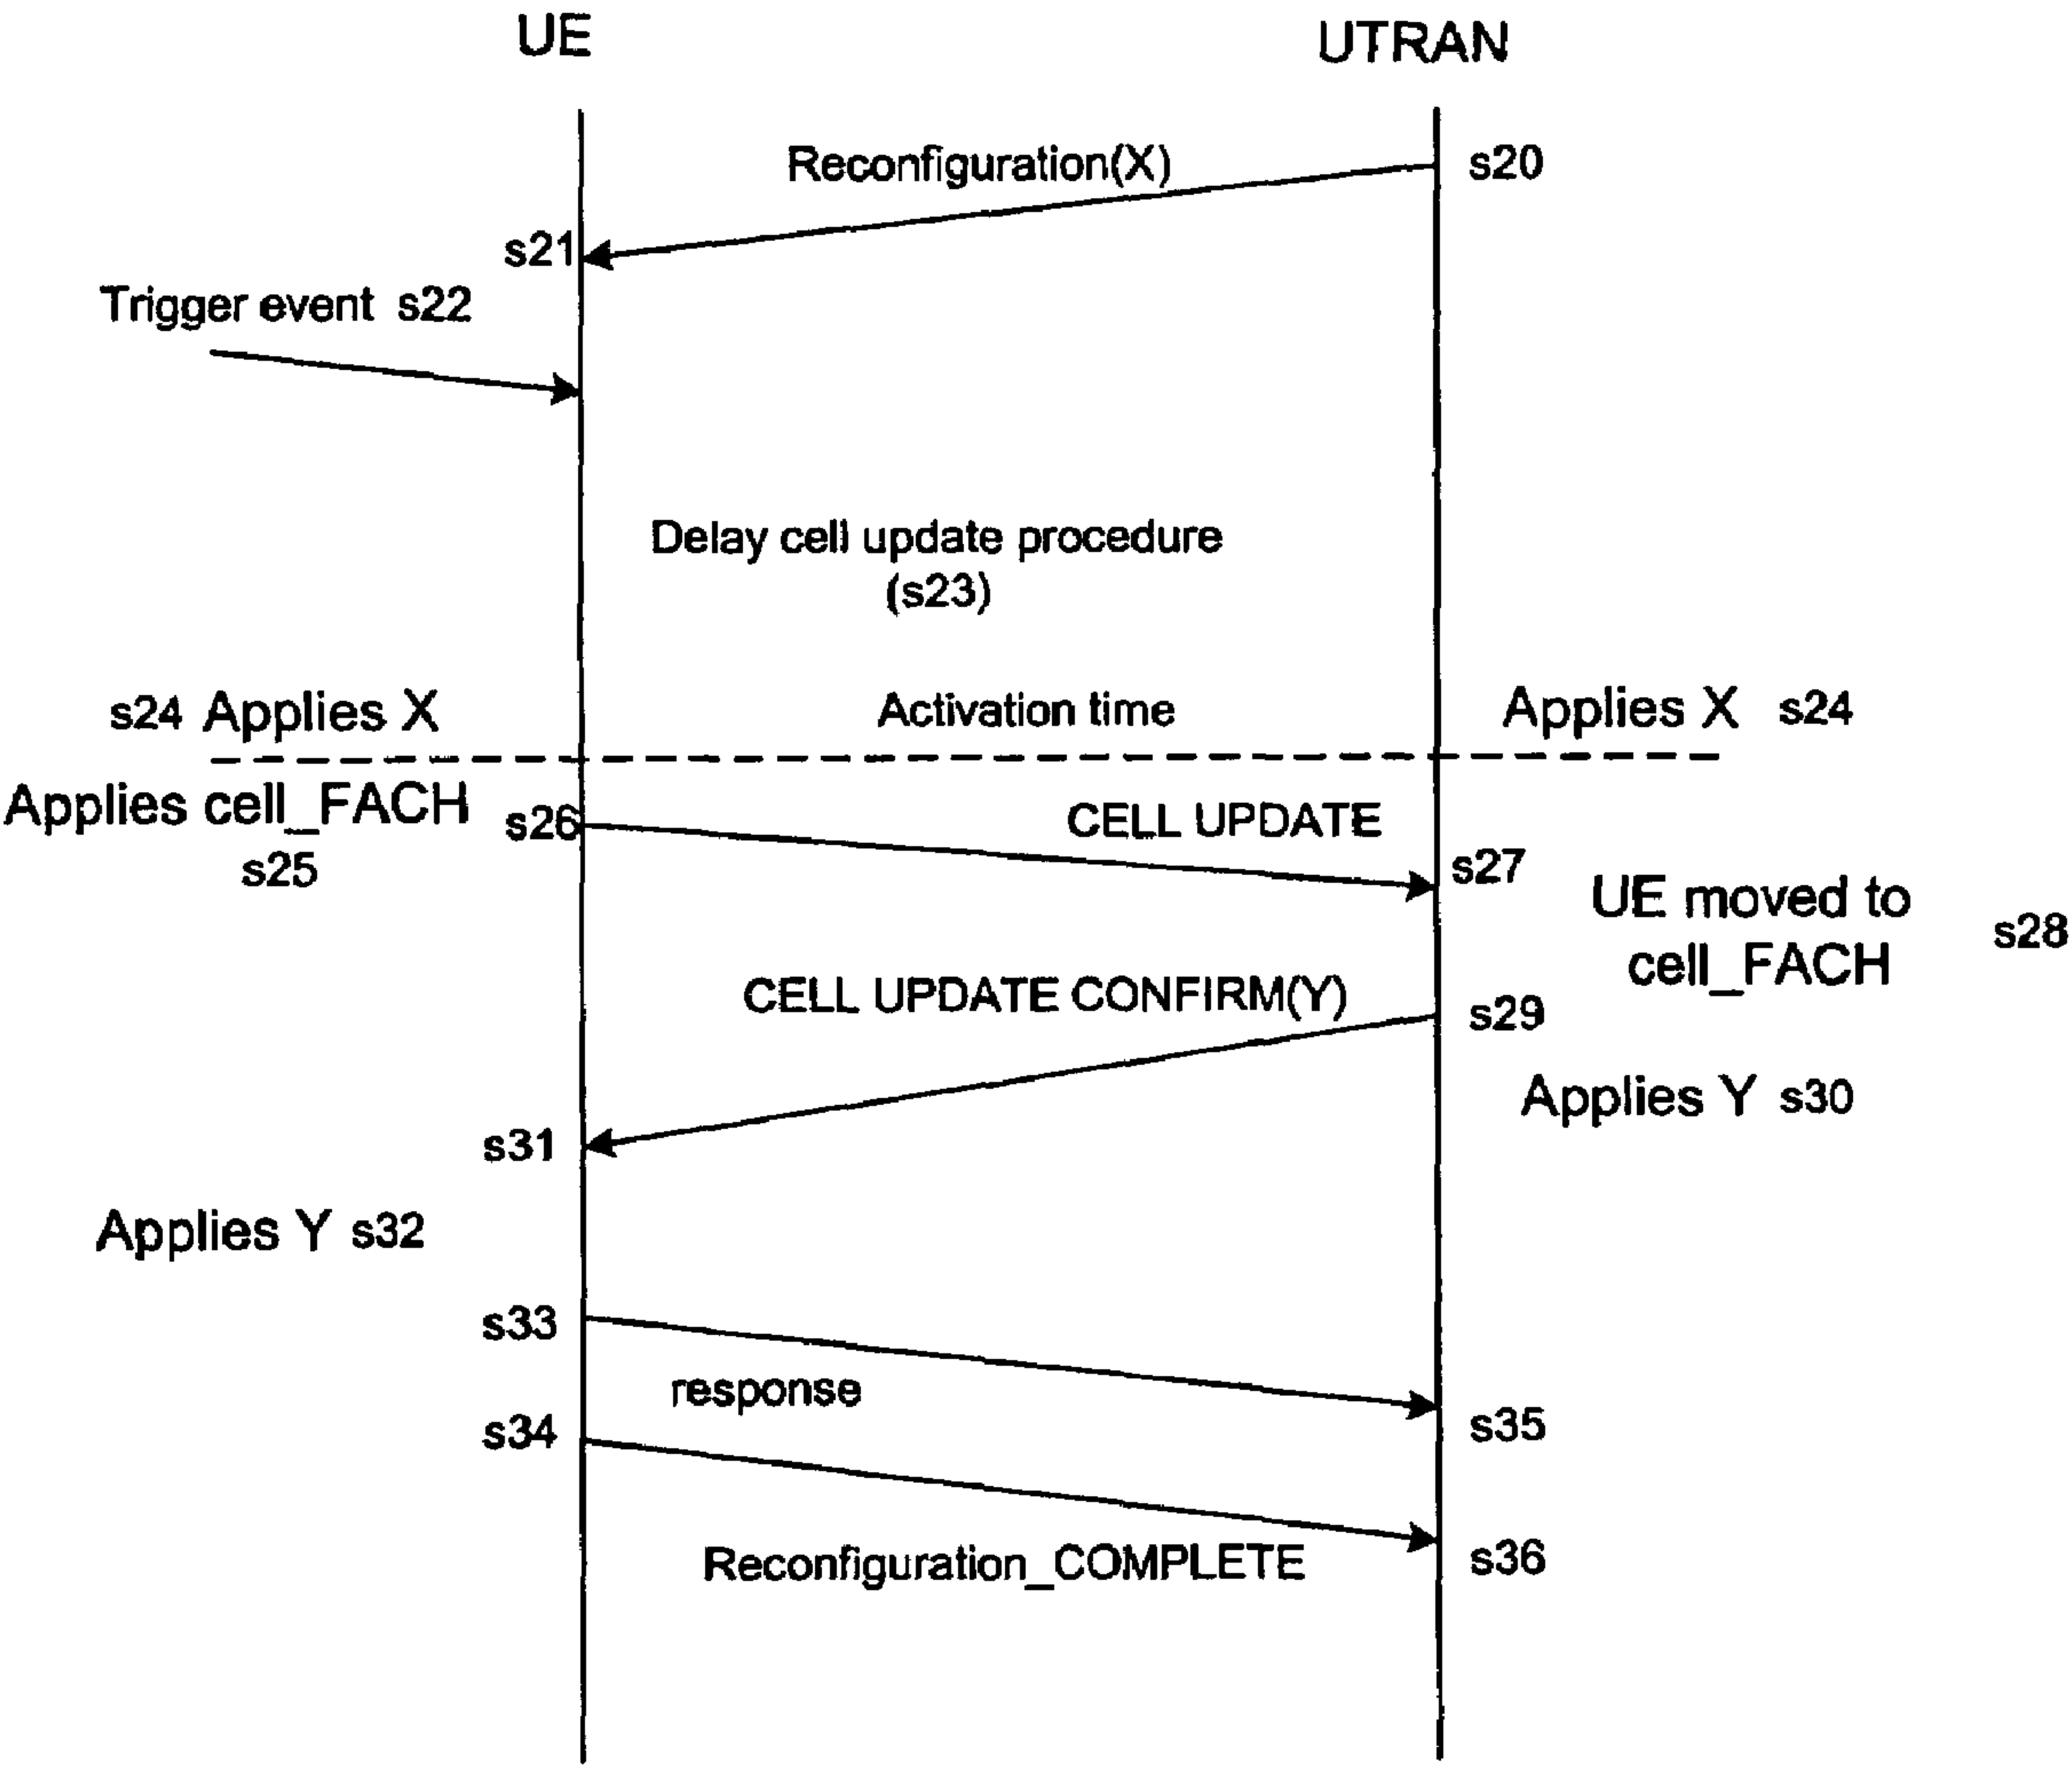 UE
UTRAN
Reconfiguration(X)
s20
s21
Trigger event s22
Delay cell update procedure
(s23)
s24 Applies X
Activation time
Applies X s24
Applies cell_FACH
s25
s26
CELL UPDATE
s27
UE moved to
cell_FACH
s28
CELL UPDATE CONFIRM(Y)
s29
Applies Y s30
s31
Applies Y s32
s33
response
s34
s35
Reconfiguration_COMPLETE
s36